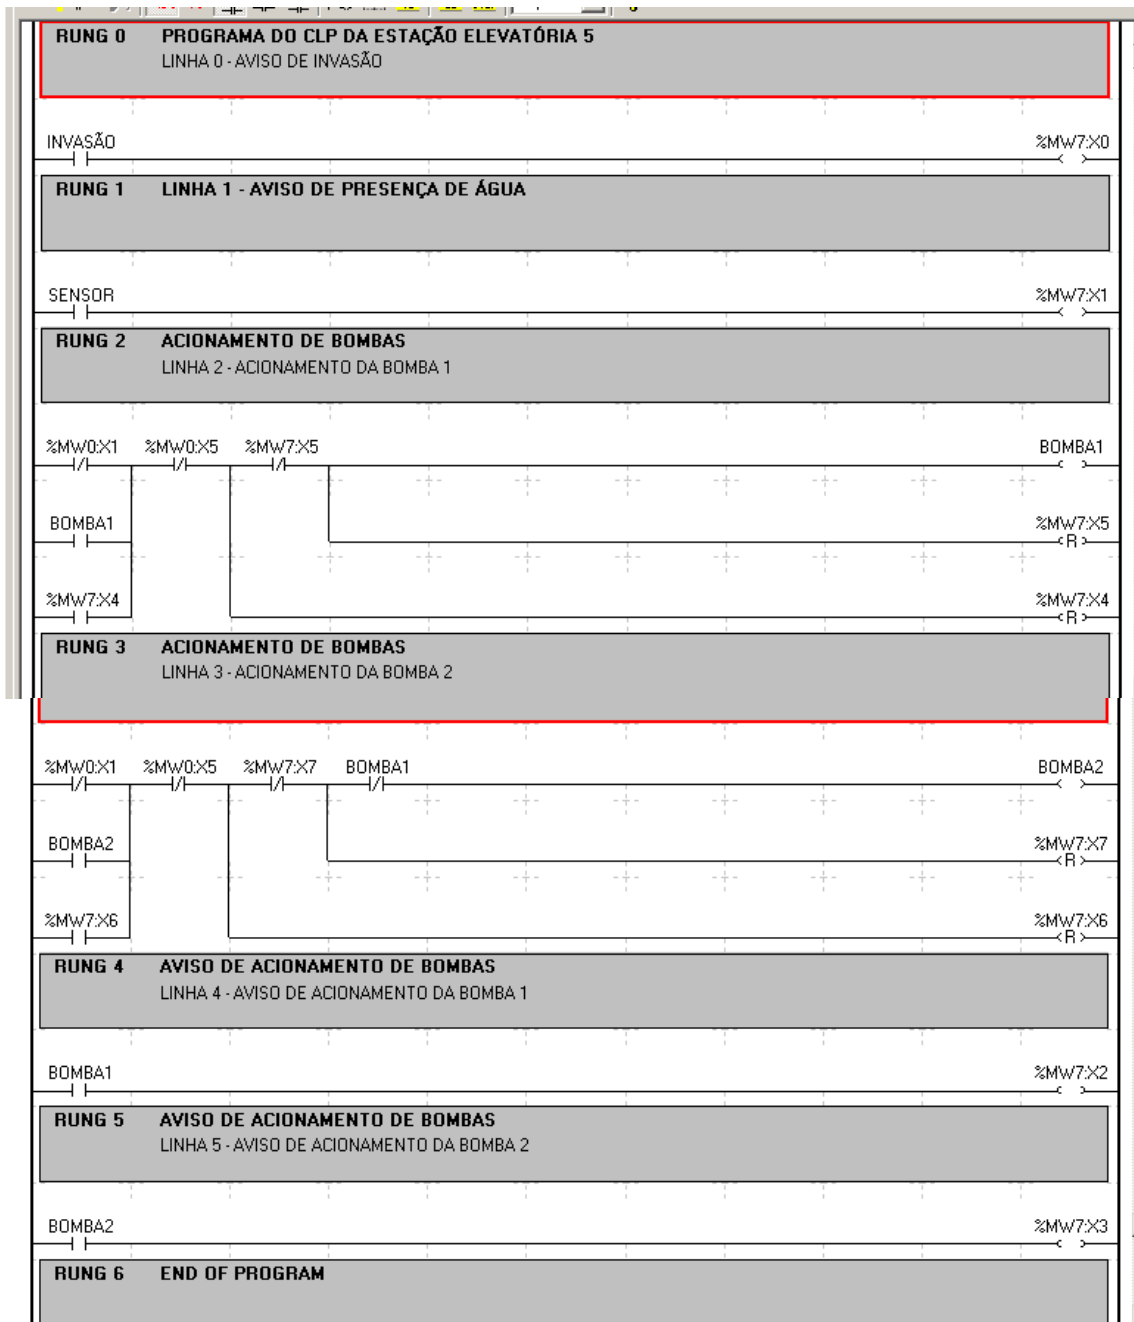 RUNG 0 PROGRAMA DO CLP DA ESTAÇÃO ELEVATÓRIA 5
LINHA 0 - AVISO DE INVASÃO
INVASÃO %MW7:X0
RUNG 1 LINHA 1 - AVISO DE PRESENÇA DE ÁGUA
SENSOR %MW7:X1
RUNG 2 ACIONAMENTO DE BOMBAS
LINHA 2 - ACIONAMENTO DA BOMBA 1
%MW0:X1 %MW0:X5 %MW7:X5 BOMBA1
BOMBA1 %MW7:X5
R
%MW7:X4 %MW7:X4
R
RUNG 3 ACIONAMENTO DE BOMBAS
LINHA 3 - ACIONAMENTO DA BOMBA 2
%MW0:X1 %MW0:X5 %MW7:X7 BOMBA1 BOMBA2
BOMBA2 %MW7:X7
R
%MW7:X6 %MW7:X6
R
RUNG 4 AVISO DE ACIONAMENTO DE BOMBAS
LINHA 4 - AVISO DE ACIONAMENTO DA BOMBA 1
BOMBA1 %MW7:X2
RUNG 5 AVISO DE ACIONAMENTO DE BOMBAS
LINHA 5 - AVISO DE ACIONAMENTO DA BOMBA 2
BOMBA2 %MW7:X3
RUNG 6 END OF PROGRAM